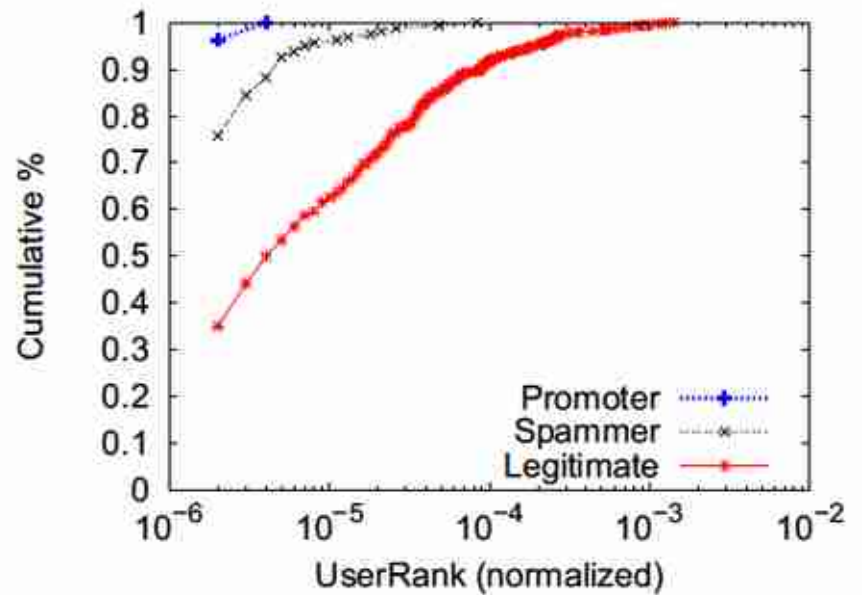 Cumulative %
1
0.9
0.8
0.7
0.6
0.5
0.4
0.3
0.2
0.1
0
Promoter
Spammer
Legitimate
10−6 10−5 10−4 10−3 10−2
UserRank (normalized)